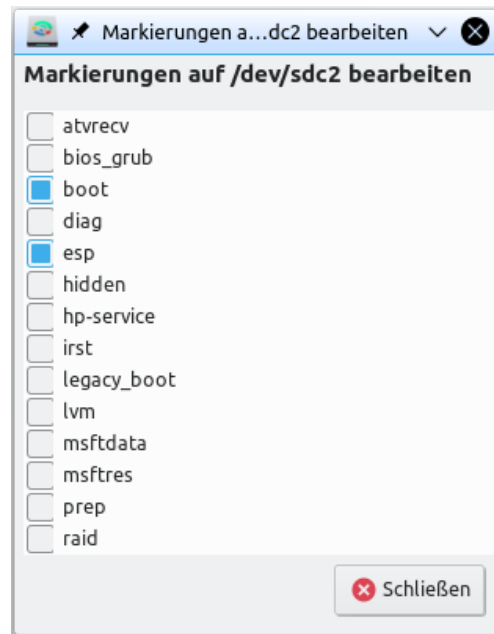 Markierungen a...dc2 bearbeiten
Markierungen auf /dev/sdc2 bearbeiten
atvrecv
bios_grub
boot
diag
esp
hidden
hp-service
irst
legacy_boot
lvm
msftdata
msftres
prep
raid
Schließen